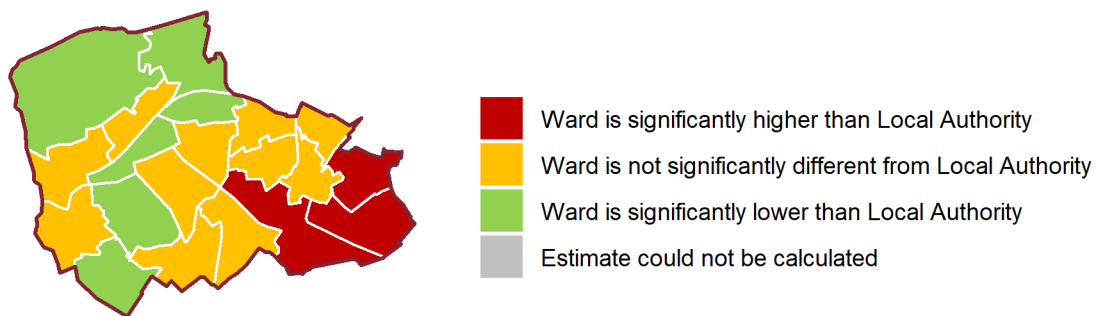 Ward is significantly higher than Local Authority
Ward is not significantly different from Local Authority
Ward is significantly lower than Local Authority
Estimate could not be calculated